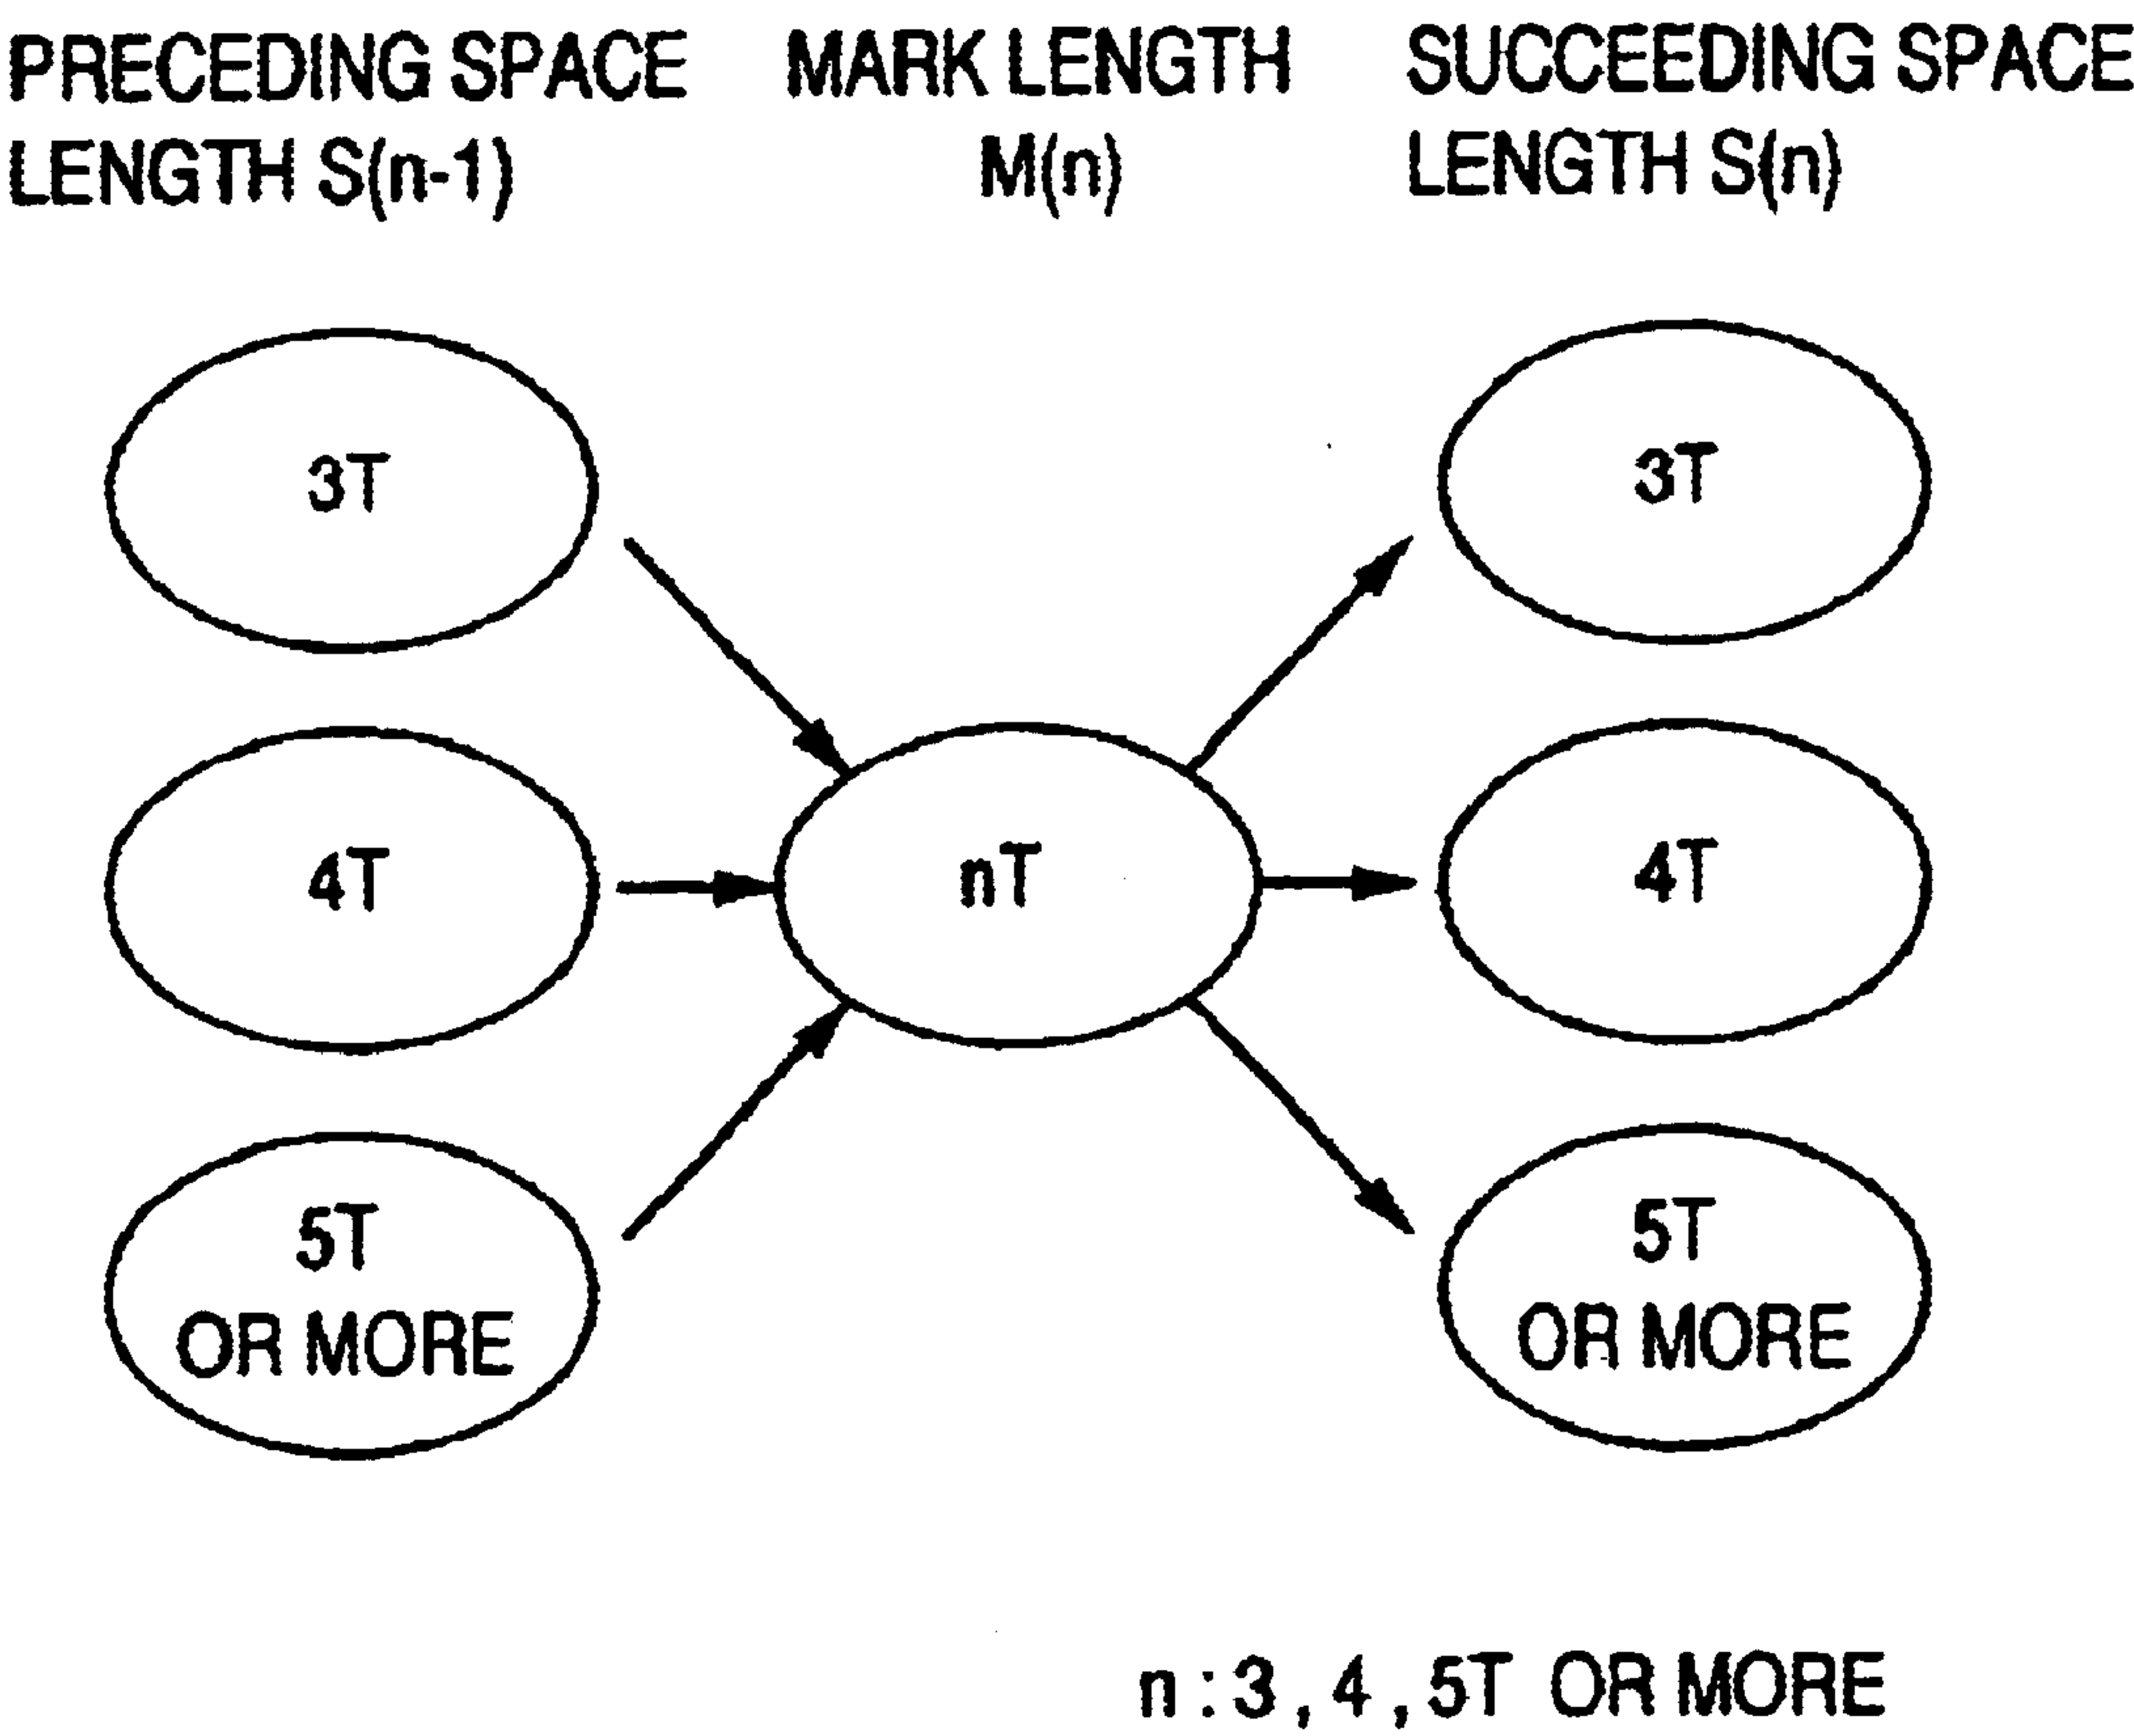 PRECEDING SPACE
LENGTH S(n-1)
MARK LENGTH
M(n)
SUCCEEDING SPACE
LENGTH S(n)
3T
3T
4T
nT
4T
5T
OR MORE
5T
OR MORE
n : 3 , 4 , 5T OR MORE